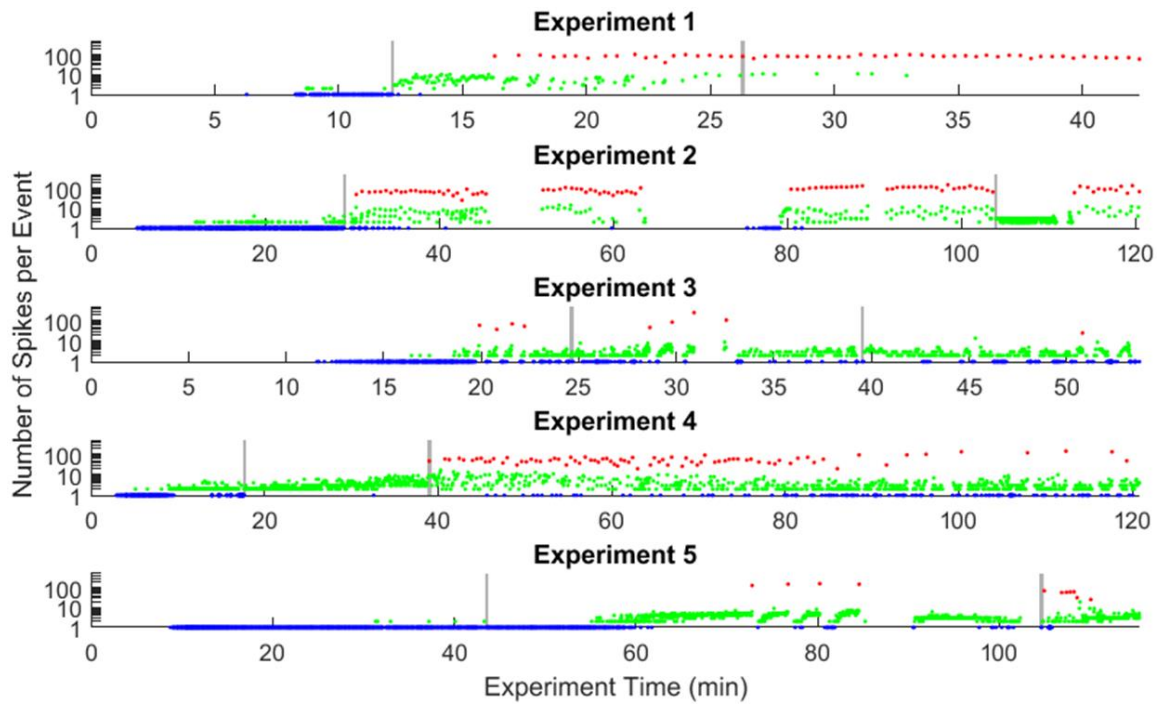 Experiment 1
100
10
1
0 5 10 15 20 25 30 35 40
Experiment 2
100
10
1
0 20 40 60 80 100 120
Experiment 3
100
10
1
0 5 10 15 20 25 30 35 40 45 50
Experiment 4
100
10
1
0 20 40 60 80 100 120
Experiment 5
100
10
1
0 20 40 60 80 100
Number of Spikes per Event
Experiment Time (min)